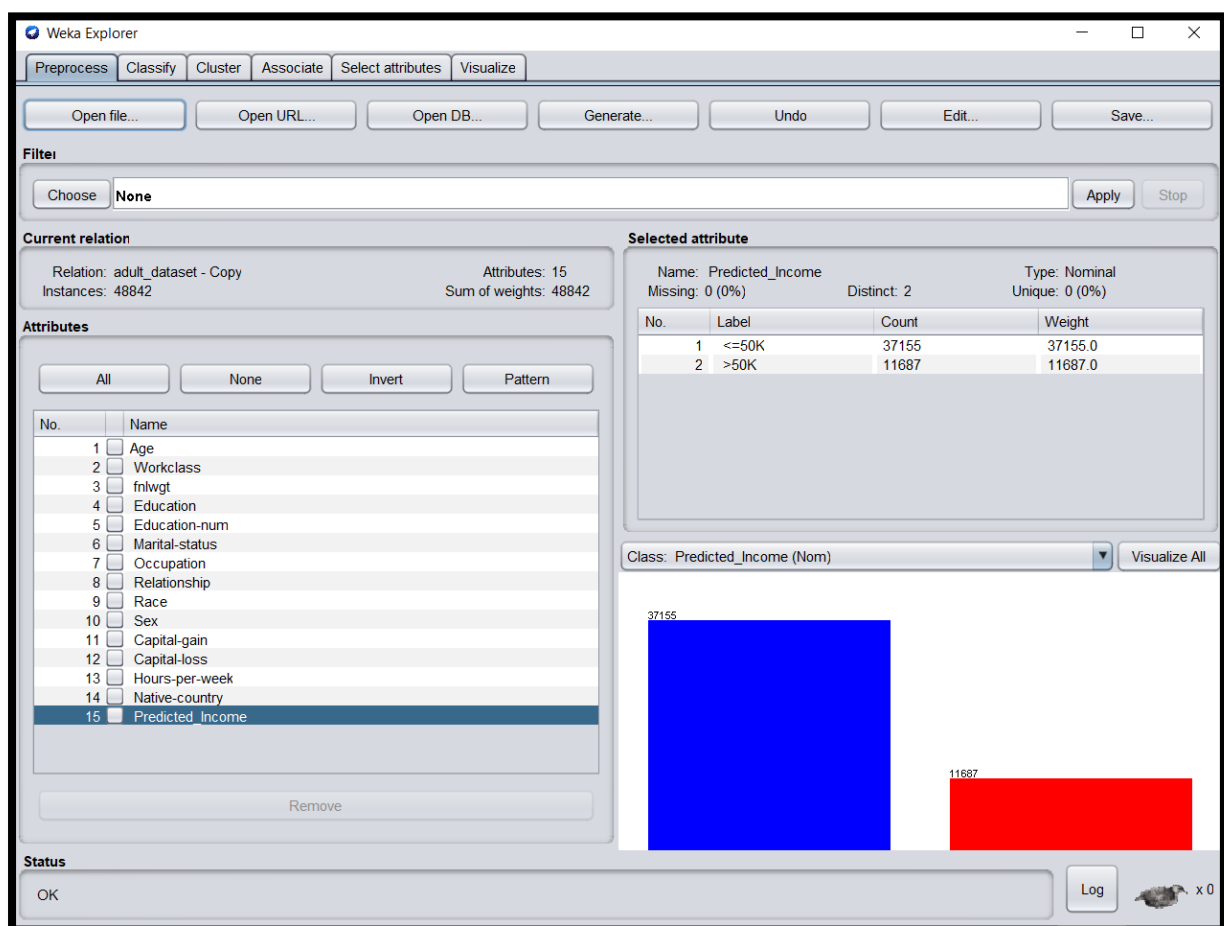 Weka Explorer
Preprocess Classify Cluster Associate Select attributes Visualize
Open file... Open URL... Open DB... Generate... Undo Edit... Save...
Filter
Choose None Apply Stop
Current relation
Relation: adult_dataset - Copy Attributes: 15
Instances: 48842 Sum of weights: 48842
Attributes
All None Invert Pattern
No. Name
1 Age
2 Workclass
3 fnlwgt
4 Education
5 Education-num
6 Marital-status
7 Occupation
8 Relationship
9 Race
10 Sex
11 Capital-gain
12 Capital-loss
13 Hours-per-week
14 Native-country
15 Predicted_Income
Remove
Selected attribute
Name: Predicted_Income Type: Nominal
Missing: 0 (0%) Distinct: 2 Unique: 0 (0%)
No. Label Count Weight
1 <=50K 37155 37155.0
2 >50K 11687 11687.0
Class: Predicted_Income (Nom) Visualize All
37155
11687
Status
OK Log x 0